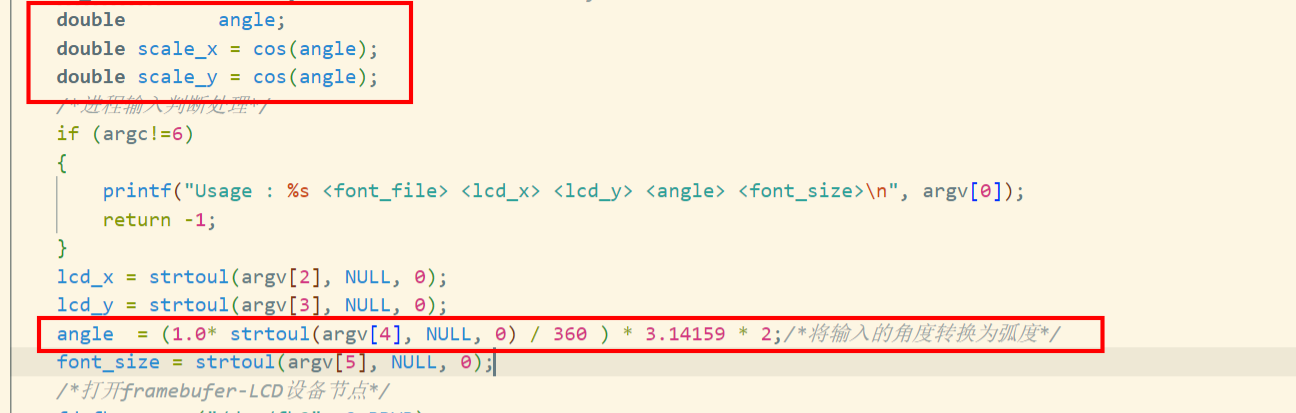 double        angle;
double scale_x = cos(angle);
double scale_y = cos(angle);
/*进程输入判断处理*/
if (argc!=6)
{
    printf("Usage : %s <font_file> <lcd_x> <lcd_y> <angle> <font_size>\n", argv[0]);
    return -1;
}
lcd_x = strtoul(argv[2], NULL, 0);
lcd_y = strtoul(argv[3], NULL, 0);
angle  = (1.0* strtoul(argv[4], NULL, 0) / 360 ) * 3.14159 * 2;/*将输入的角度转换为弧度*/
font_size = strtoul(argv[5], NULL, 0);
/*打开framebufer-LCD设备节点*/